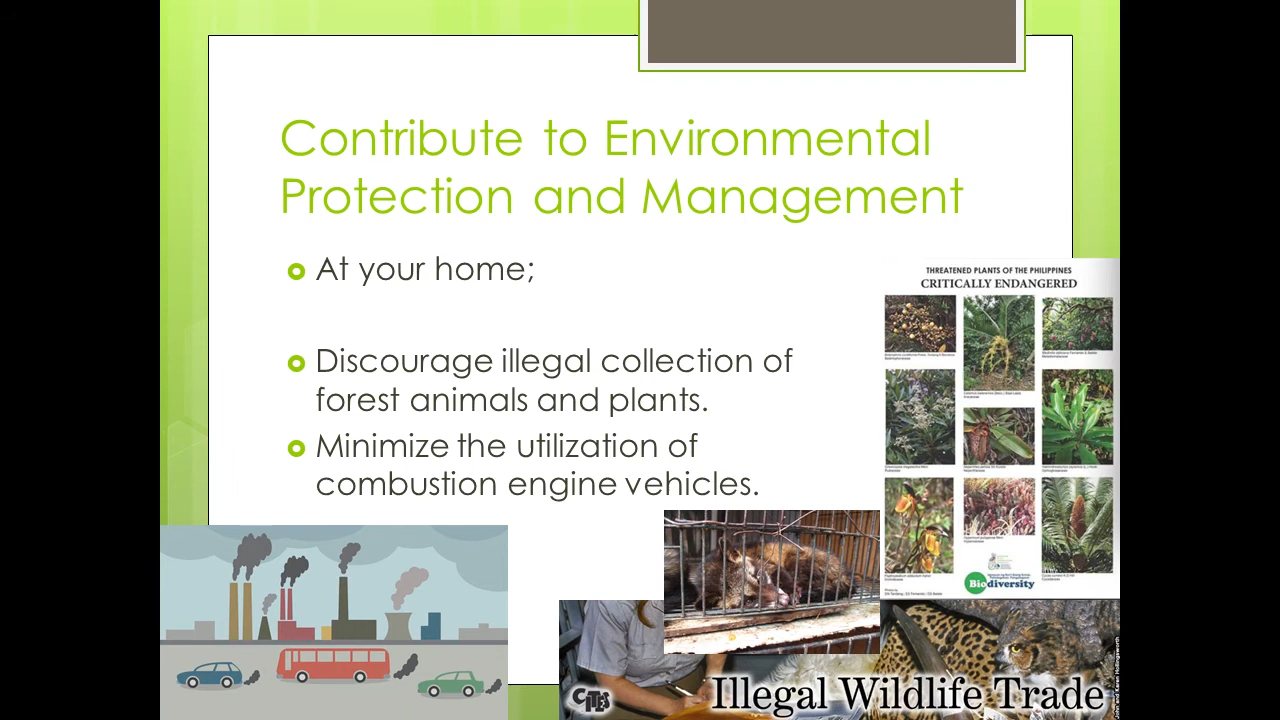 Contribute to Environmental
Protection and Management
At your home;
Discourage illegal collection of
forest animals and plants.
Minimize the utilization of
combustion engine vehicles.
THREATENED PLANTS OF THE PHILIPPINES
CRITICALLY ENDANGERED
Biodiversity
CITES
Illegal Wildlife Trade